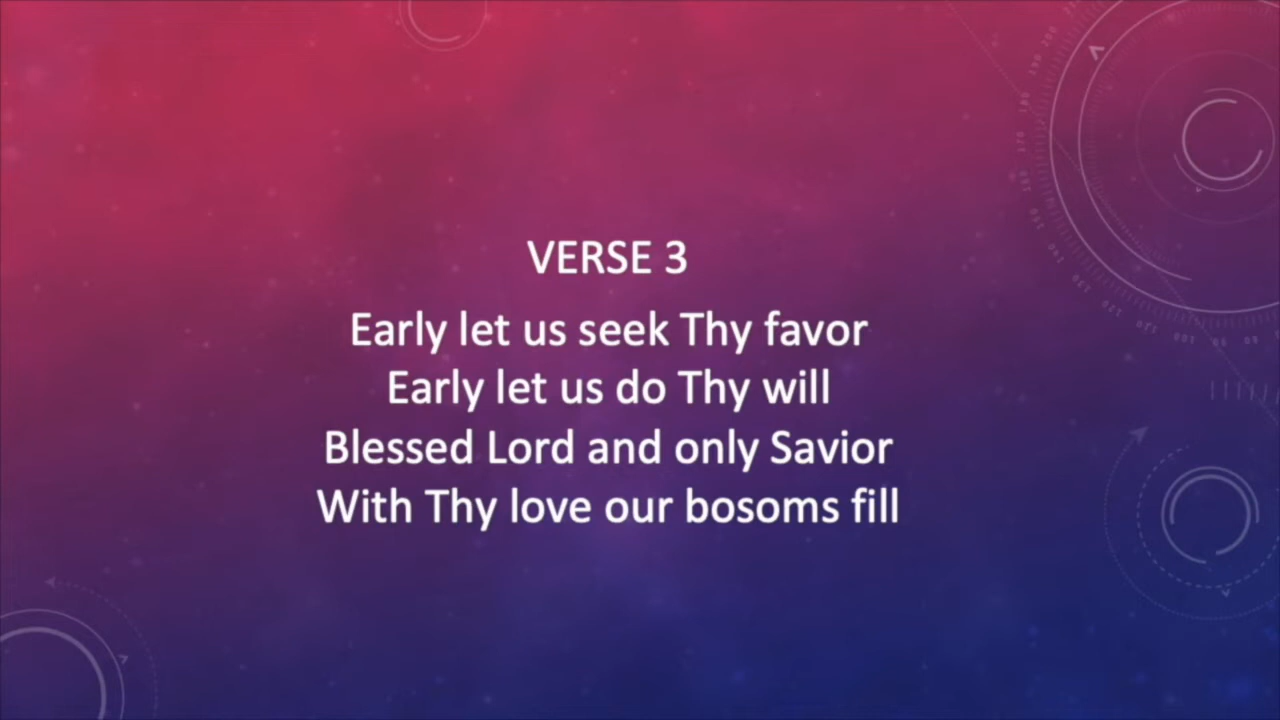 VERSE 3
Early let us seek Thy favor
Early let us do Thy will
Blessed Lord and only Savior
With Thy love our bosoms fill